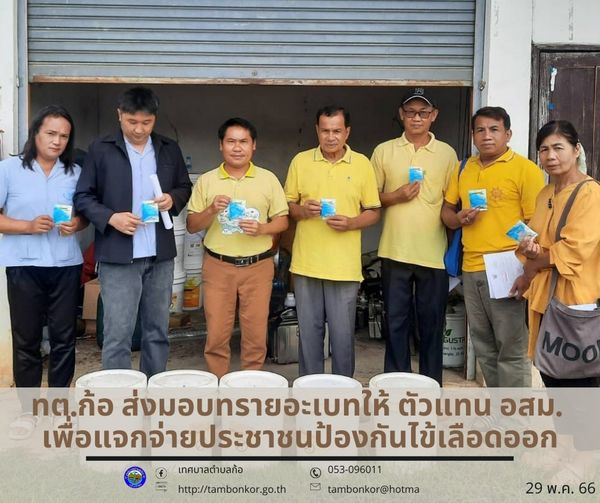 ทต.ก้อ ส่งมอบทรายอะเบทให้ ตัวแทน อสม.
เพื่อแจกจ่ายประชาชนป้องกันไข้เลือดออก
เทศบาลตำบลก้อ
053-096011
http://tambonkor.go.th
tambonkor@hotma
29 พ.ค. 66
MOO
GUSTA